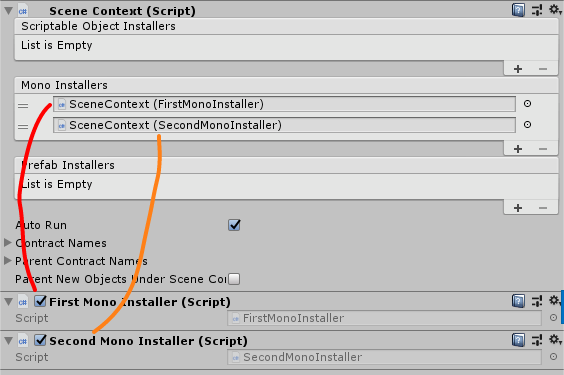 Scene Context (Script)
Scriptable Object Installers
List is Empty
Mono Installers
SceneContext (FirstMonoInstaller)
SceneContext (SecondMonoInstaller)
Prefab Installers
List is Empty
Auto Run
Contract Names
Parent Contract Names
Parent New Objects Under Scene Con
First Mono Installer (Script)
Script FirstMonoInstaller
Second Mono Installer (Script)
Script SecondMonoInstaller